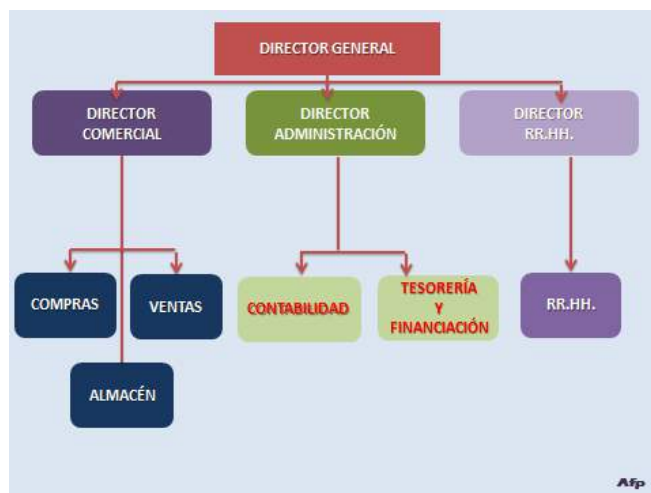 DIRECTOR GENERAL
DIRECTOR
COMERCIAL
DIRECTOR
ADMINISTRACIÓN
DIRECTOR
RR.HH.
COMPRAS
VENTAS
CONTABILIDAD
TESORERÍA
Y
FINANCIACIÓN
RR.HH.
ALMACÉN
Afp